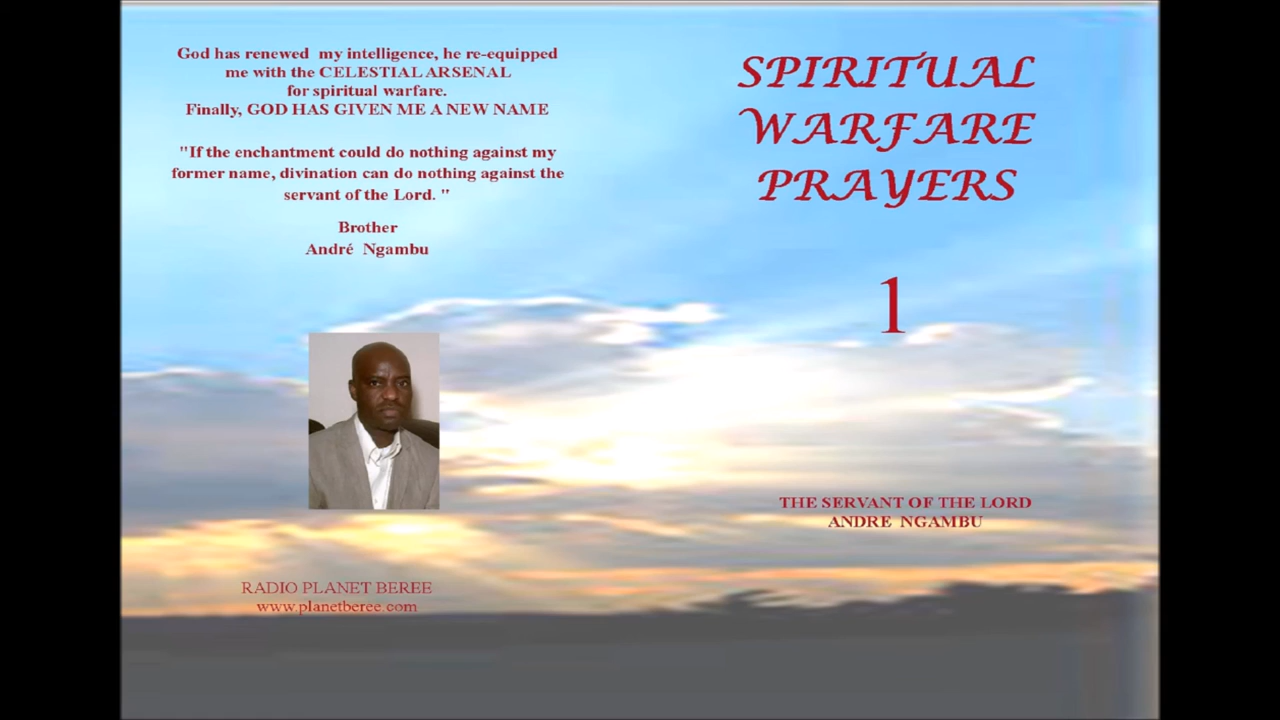 God has renewed my intelligence, he re-equipped
me with the CELESTIAL ARSENAL
for spiritual warfare.
Finally, GOD HAS GIVEN ME A NEW NAME
"If the enchantment could do nothing against my
former name, divination can do nothing against the
servant of the Lord. "
Brother
André Ngambu
RADIO PLANET BEREE
www.planetberee.com
SPIRITUAL
WARFARE
PRAYERS
1
THE SERVANT OF THE LORD
ANDRE NGAMBU